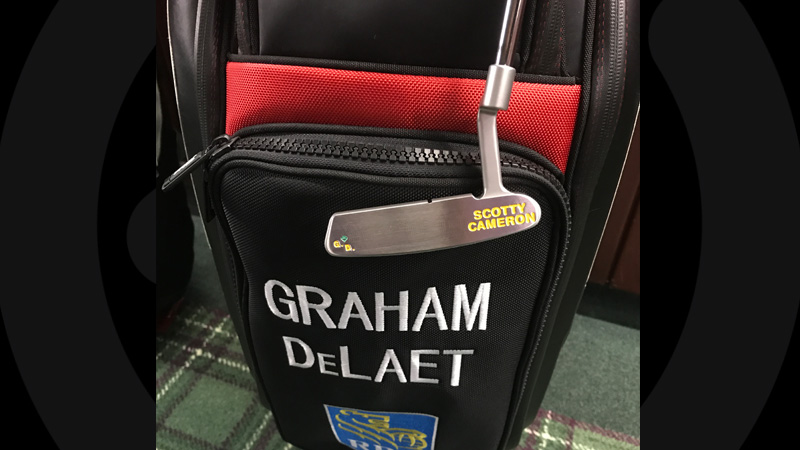 SCOTTY
CAMERON
G. D.
GRAHAM
DeLAET